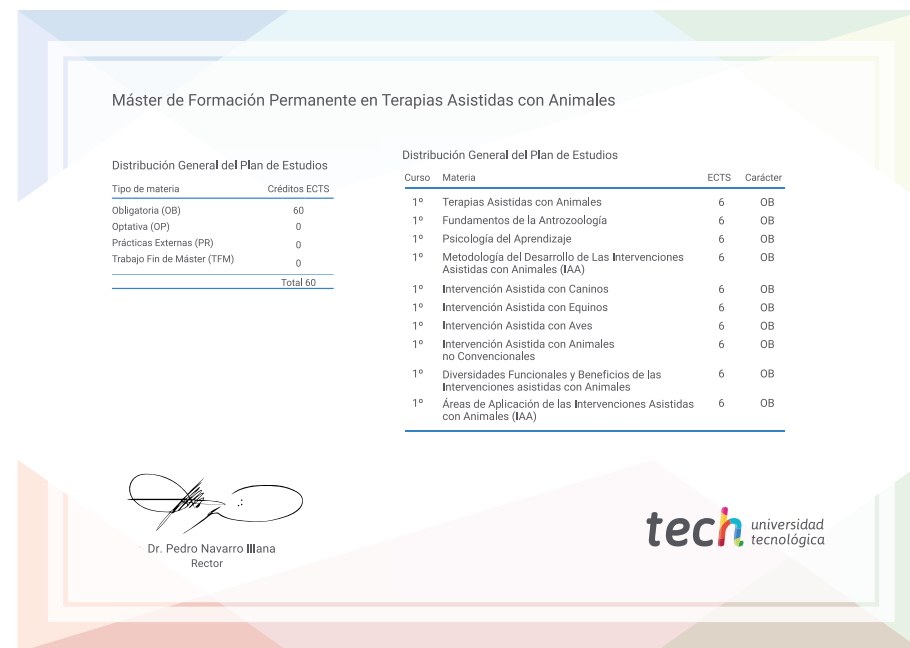 Máster de Formación Permanente en Terapias Asistidas con Animales
Distribución General del Plan de Estudios
Tipo de materia Créditos ECTS
Obligatoria (OB) 60
Optativa (OP) 0
Prácticas Externas (PR) 0
Trabajo Fin de Máster (TFM) 0
Total 60
Distribución General del Plan de Estudios
Curso Materia ECTS Carácter
1º Terapias Asistidas con Animales 6 OB
1º Fundamentos de la Antrozoología 6 OB
1º Psicología del Aprendizaje 6 OB
1º Metodología del Desarrollo de Las Intervenciones 6 OB
Asistidas con Animales (IAA)
1º Intervención Asistida con Caninos 6 OB
1º Intervención Asistida con Equinos 6 OB
1º Intervención Asistida con Aves 6 OB
1º Intervención Asistida con Animales 6 OB
no Convencionales
1º Diversidades Funcionales y Beneficios de las 6 OB
Intervenciones asistidas con Animales
1º Áreas de Aplicación de las Intervenciones Asistidas 6 OB
con Animales (IAA)
Dr. Pedro Navarro Illana
Rector
tech universidad
tecnológica